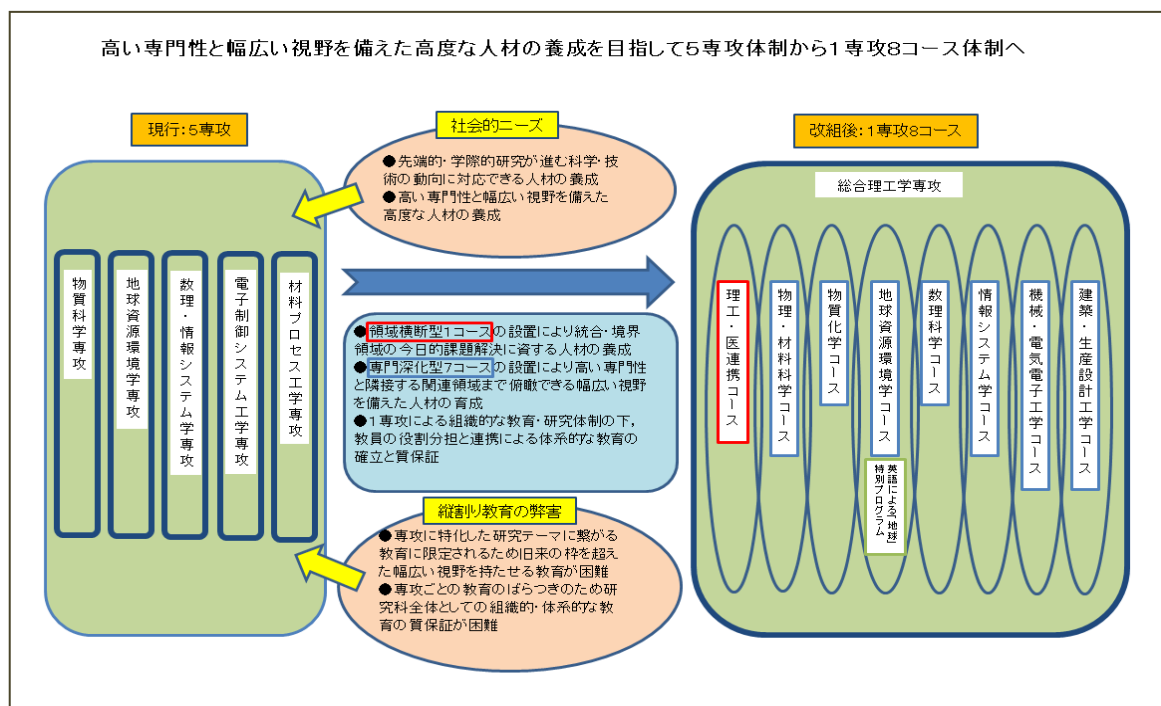 高い専門性と幅広い視野を備えた高度な人材の養成を目指して5専攻体制から1専攻8コース体制へ
現行:5専攻
物質科学専攻
地球資源環境学専攻
数理・情報システム学専攻
電子制御システム工学専攻
材料プロセス工学専攻
社会的ニーズ
●先端的・学際的研究が進む科学・技
術の動向に対応できる人材の養成
●高い専門性と幅広い視野を備えた
高度な人材の養成
●領域横断型1コースの設置により統合・境界
領域の今日的課題解決に資する人材の養成
●専門深化型7コースの設置により高い専門性
と隣接する関連領域まで俯瞰できる幅広い視野
を備えた人材の育成
●1専攻による組織的な教育・研究体制の下,
教員の役割分担と連携による体系的な教育の
確立と質保証
縦割り教育の弊害
●専攻に特化した研究テーマに繋がる
教育に限定されるため旧来の枠を超え
た幅広い視野を持たせる教育が困難
●専攻ごとの教育のばらつきのため研
究科全体としての組織的・体系的な教
育の質保証が困難
改組後:1専攻8コース
総合理工学専攻
理工・医連携コース
物理・材料科学コース
物質化学コース
地球資源環境学コース
英語による「地球」
特別プログラム
数理科学コース
情報システム学コース
機械・電気電子工学コース
建築・生産設計工学コース